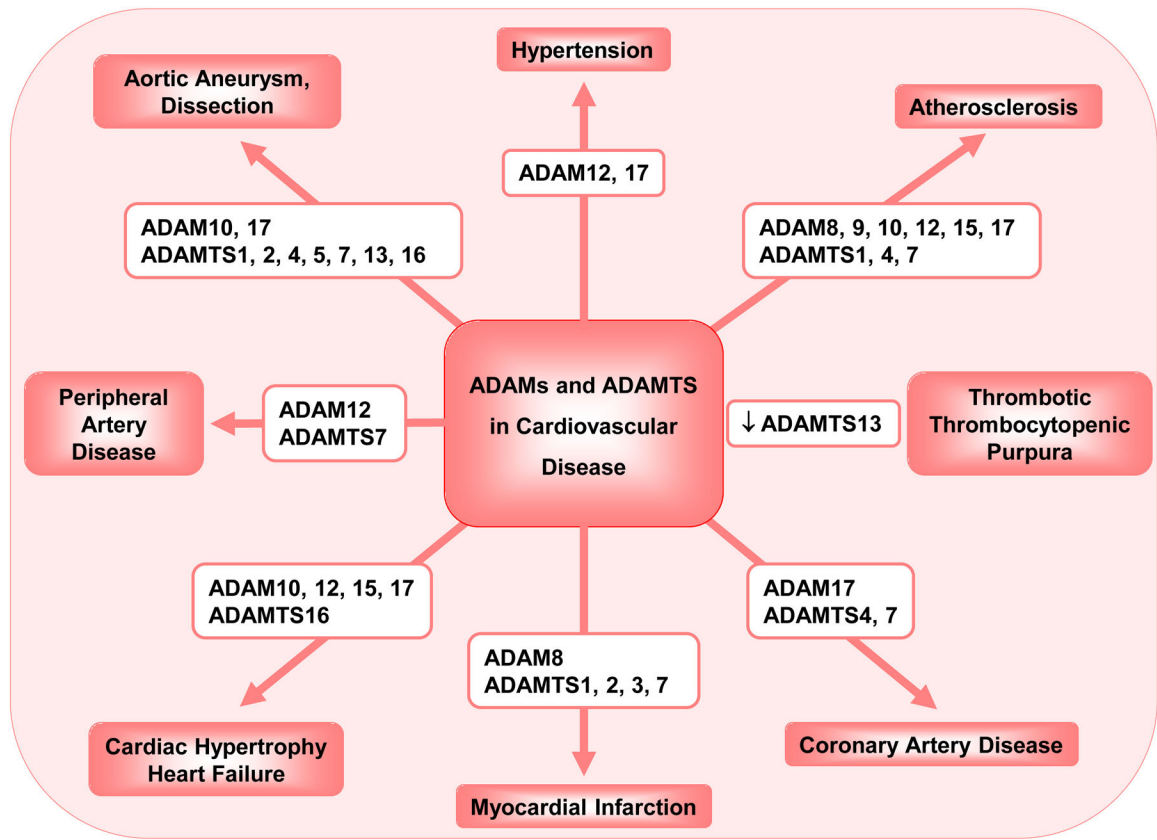 Hypertension
Aortic Aneurysm,
Dissection
Atherosclerosis
ADAM12, 17
ADAM10, 17
ADAMTS1, 2, 4, 5, 7, 13, 16
ADAM8, 9, 10, 12, 15, 17
ADAMTS1, 4, 7
Peripheral
Artery
Disease
ADAM12
ADAMTS7
ADAMs and ADAMTS
in Cardiovascular
Disease
↓ ADAMTS13
Thrombotic
Thrombocytopenic
Purpura
ADAM10, 12, 15, 17
ADAMTS16
ADAM8
ADAMTS1, 2, 3, 7
ADAM17
ADAMTS4, 7
Cardiac Hypertrophy
Heart Failure
Myocardial Infarction
Coronary Artery Disease